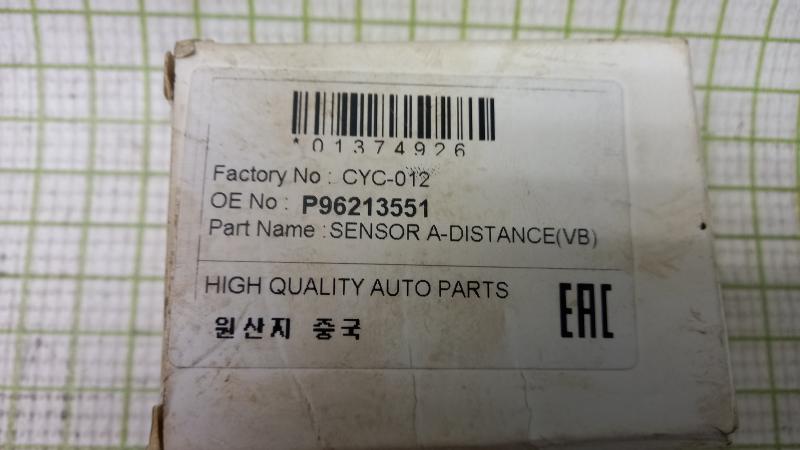 *01374926
Factory No : CYC-012
OE No : P96213551
Part Name : SENSOR A-DISTANCE(VB)
HIGH QUALITY AUTO PARTS
원산지 중국
EAC